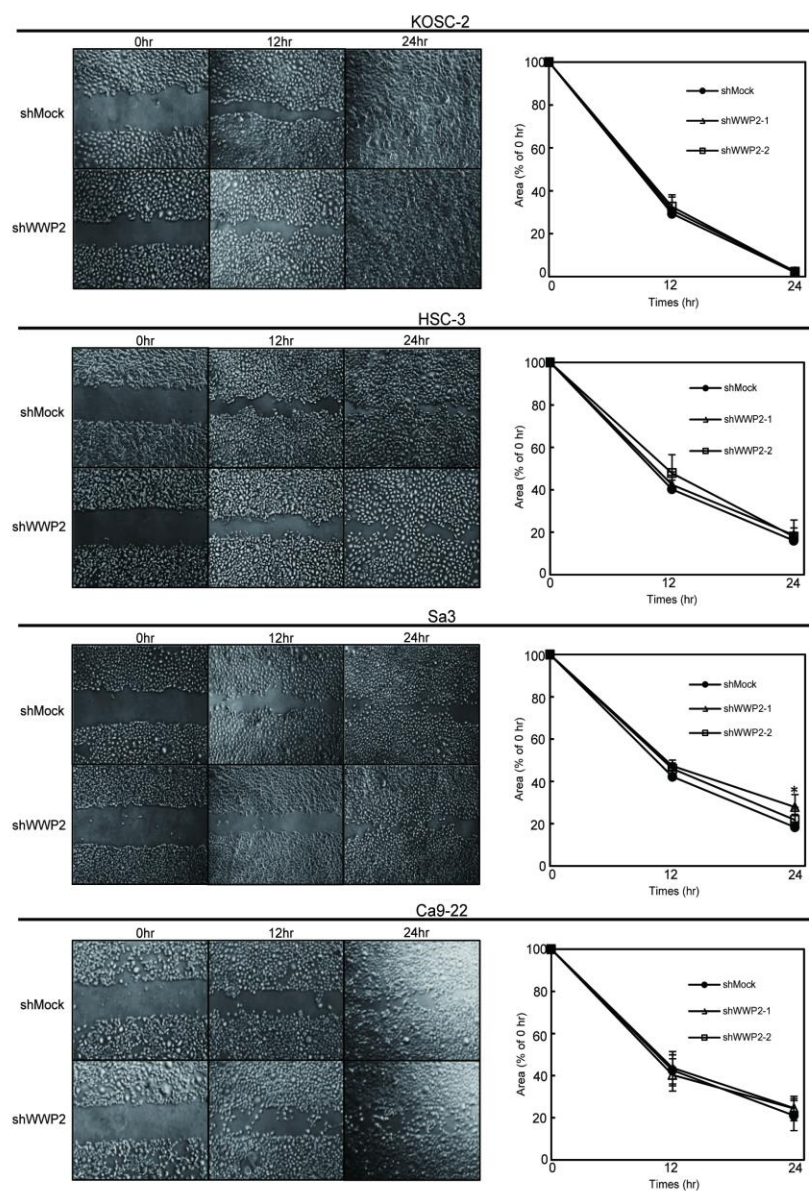 KOSC-2
0hr 12hr 24hr
shMock
shWWP2
100
80
60
40
20
0
Area (% of 0 hr)
shMock
shWWP2-1
shWWP2-2
0 12 24
Times (hr)
HSC-3
0hr 12hr 24hr
shMock
shWWP2
100
80
60
40
20
0
Area (% of 0 hr)
shMock
shWWP2-1
shWWP2-2
0 12 24
Times (hr)
Sa3
0hr 12hr 24hr
shMock
shWWP2
100
80
60
40
20
0
Area (% of 0 hr)
shMock
shWWP2-1
shWWP2-2
*
0 12 24
Times (hr)
Ca9-22
0hr 12hr 24hr
shMock
shWWP2
100
80
60
40
20
0
Area (% of 0 hr)
shMock
shWWP2-1
shWWP2-2
0 12 24
Times (hr)